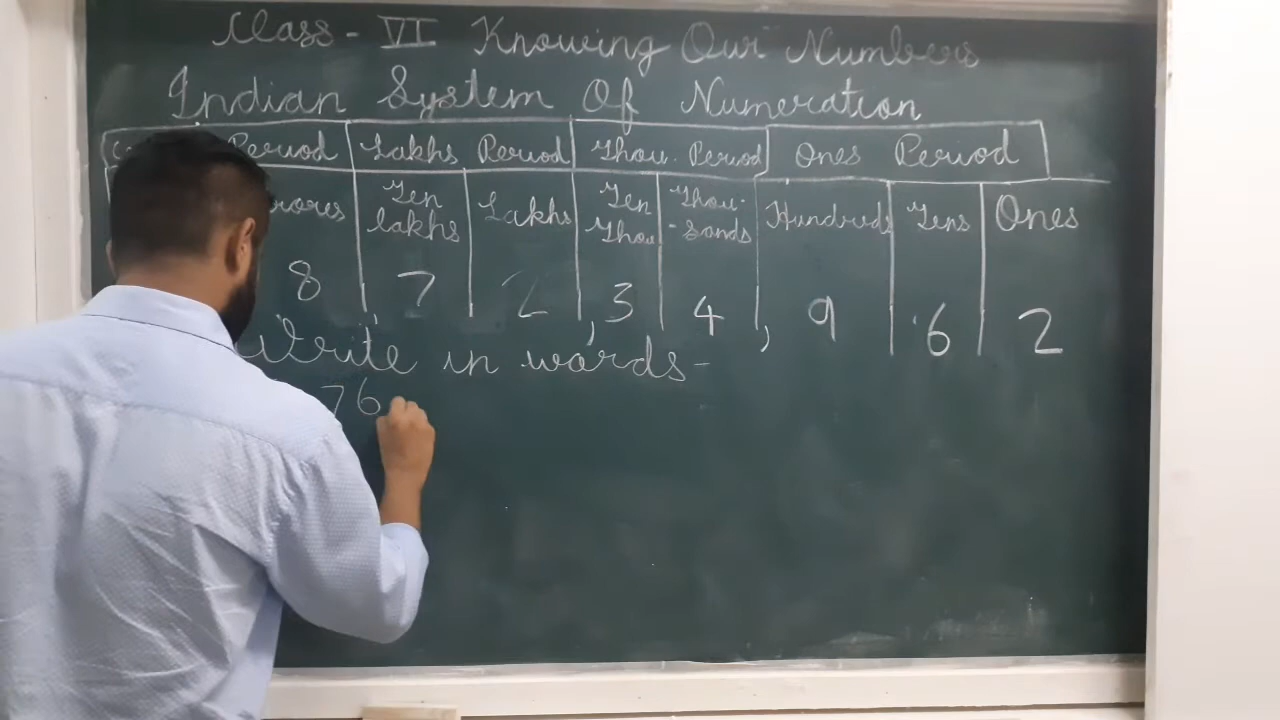 Class - VI Knowing Our Numbers
Indian System Of Numeration
Period Lakhs Period Thou. Period Ones Period
Ten lakhs Lakhs Ten Thou. Thou- -sands Hundreds Tens Ones
8 , 7 2 , 3 4 , 9 6 2
Write in words-
76